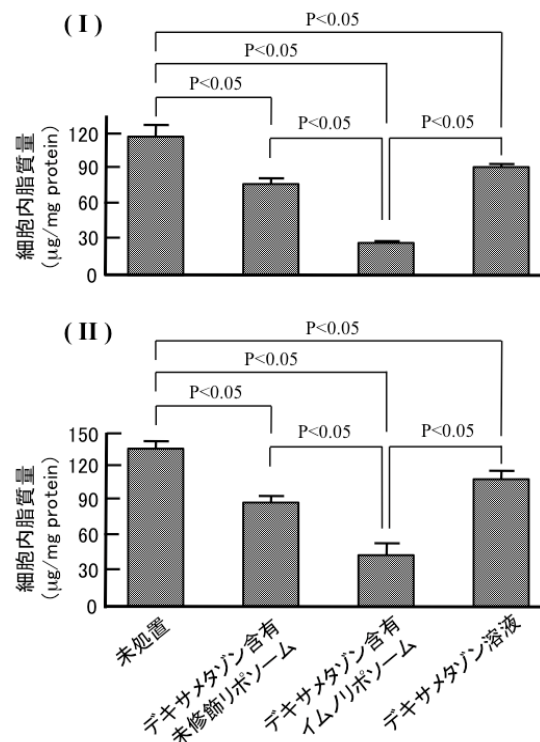 ( I )
P<0.05
P<0.05
P<0.05
P<0.05
P<0.05
細胞内脂質量
(μg/mg protein)
120
90
60
30
0
( II )
P<0.05
P<0.05
P<0.05
P<0.05
P<0.05
細胞内脂質量
(μg/mg protein)
150
120
90
60
30
0
未処置
デキサメタゾン含有
未修飾リポソーム
デキサメタゾン含有
イムノリポソーム
デキサメタゾン溶液